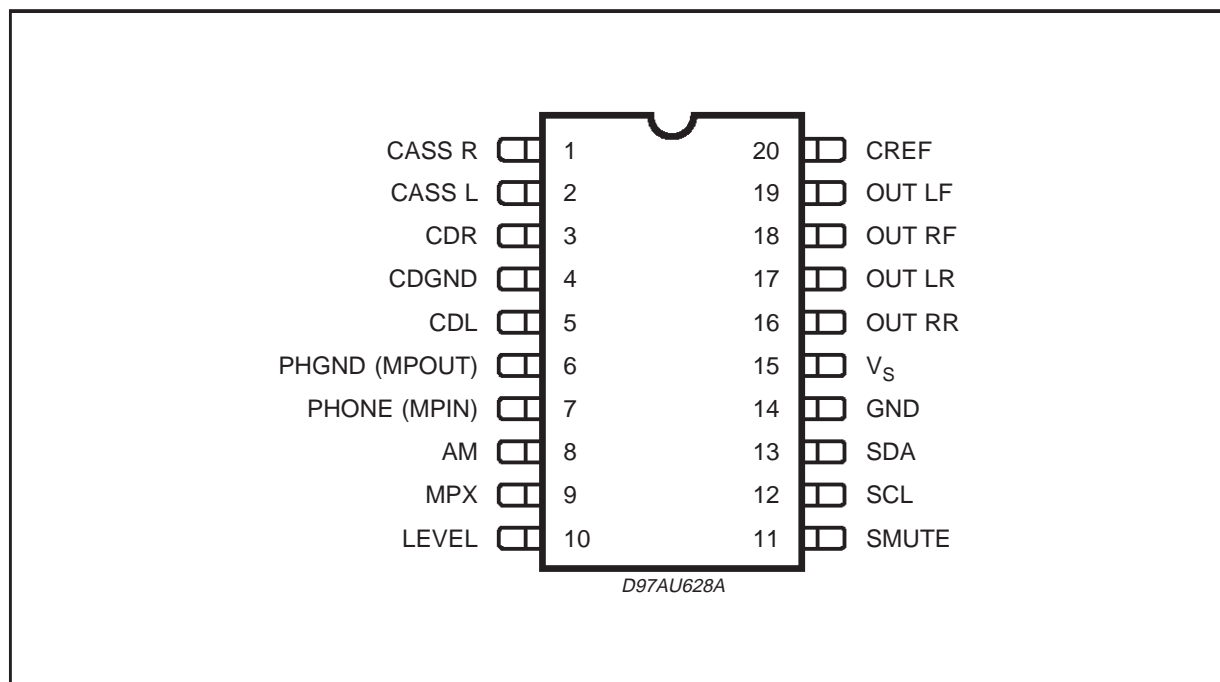 CASS R 1 20 CREF
CASS L 2 19 OUT LF
CDR 3 18 OUT RF
CDGND 4 17 OUT LR
CDL 5 16 OUT RR
PHGND (MPOUT) 6 15 VS
PHONE (MPIN) 7 14 GND
AM 8 13 SDA
MPX 9 12 SCL
LEVEL 10 11 SMUTE
D97AU628A